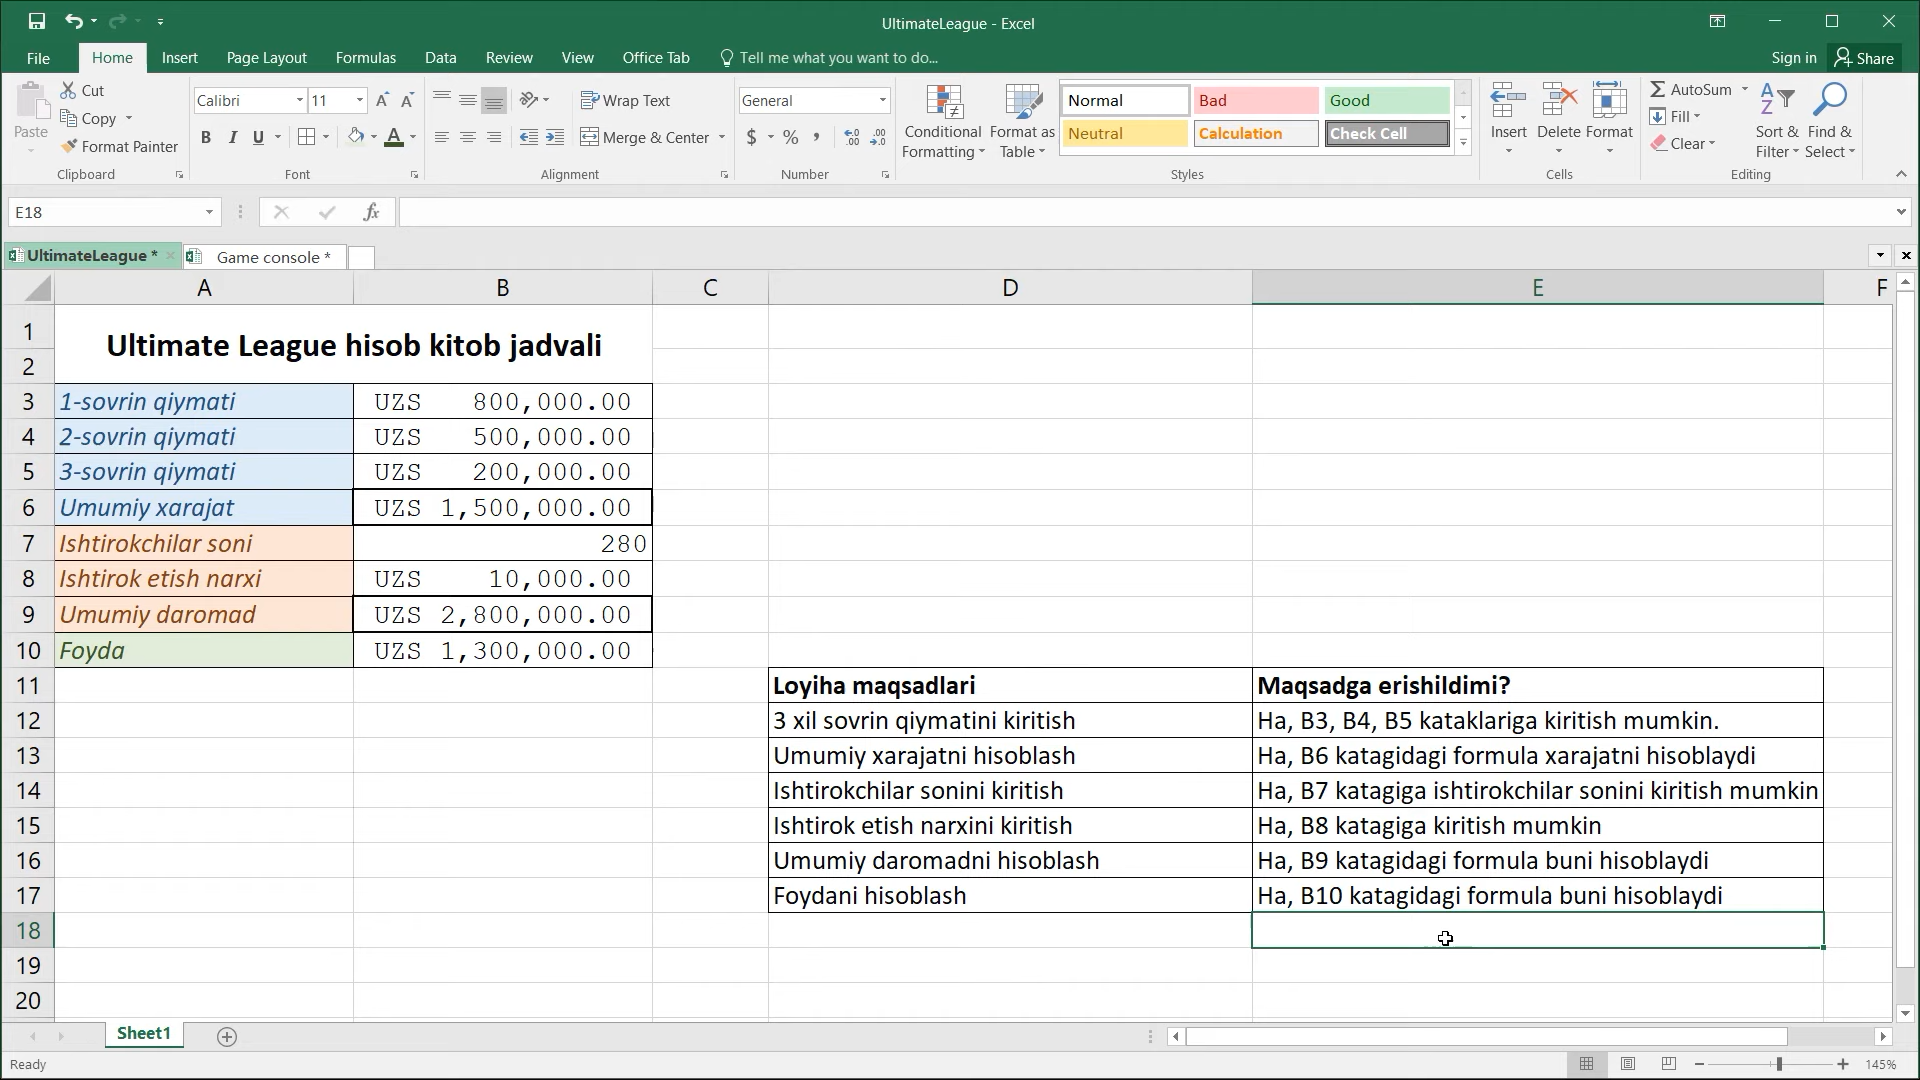 UltimateLeague - Excel
File Home Insert Page Layout Formulas Data Review View Office Tab Tell me what you want to do... Sign in Share
Paste Cut Copy Format Painter Clipboard
Calibri 11 B I U Font
Wrap Text Merge & Center Alignment
General $ % , Number
Conditional Formatting Format as Table
Normal Bad Good
Neutral Calculation Check Cell
Styles
Insert Delete Format Cells
AutoSum Fill Clear Sort & Filter Find & Select Editing
E18 fx
UltimateLeague * Game console *
A B C D E F
1 2 Ultimate League hisob kitob jadvali
3 1-sovrin qiymati UZS 800,000.00
4 2-sovrin qiymati UZS 500,000.00
5 3-sovrin qiymati UZS 200,000.00
6 Umumiy xarajat UZS 1,500,000.00
7 Ishtirokchilar soni 280
8 Ishtirok etish narxi UZS 10,000.00
9 Umumiy daromad UZS 2,800,000.00
10 Foyda UZS 1,300,000.00
11 Loyiha maqsadlari Maqsadga erishildimi?
12 3 xil sovrin qiymatini kiritish Ha, B3, B4, B5 kataklariga kiritish mumkin.
13 Umumiy xarajatni hisoblash Ha, B6 katagidagi formula xarajatni hisoblaydi
14 Ishtirokchilar sonini kiritish Ha, B7 katagiga ishtirokchilar sonini kiritish mumkin
15 Ishtirok etish narxini kiritish Ha, B8 katagiga kiritish mumkin
16 Umumiy daromadni hisoblash Ha, B9 katagidagi formula buni hisoblaydi
17 Foydani hisoblash Ha, B10 katagidagi formula buni hisoblaydi
18
19
20
Sheet1
Ready 145%